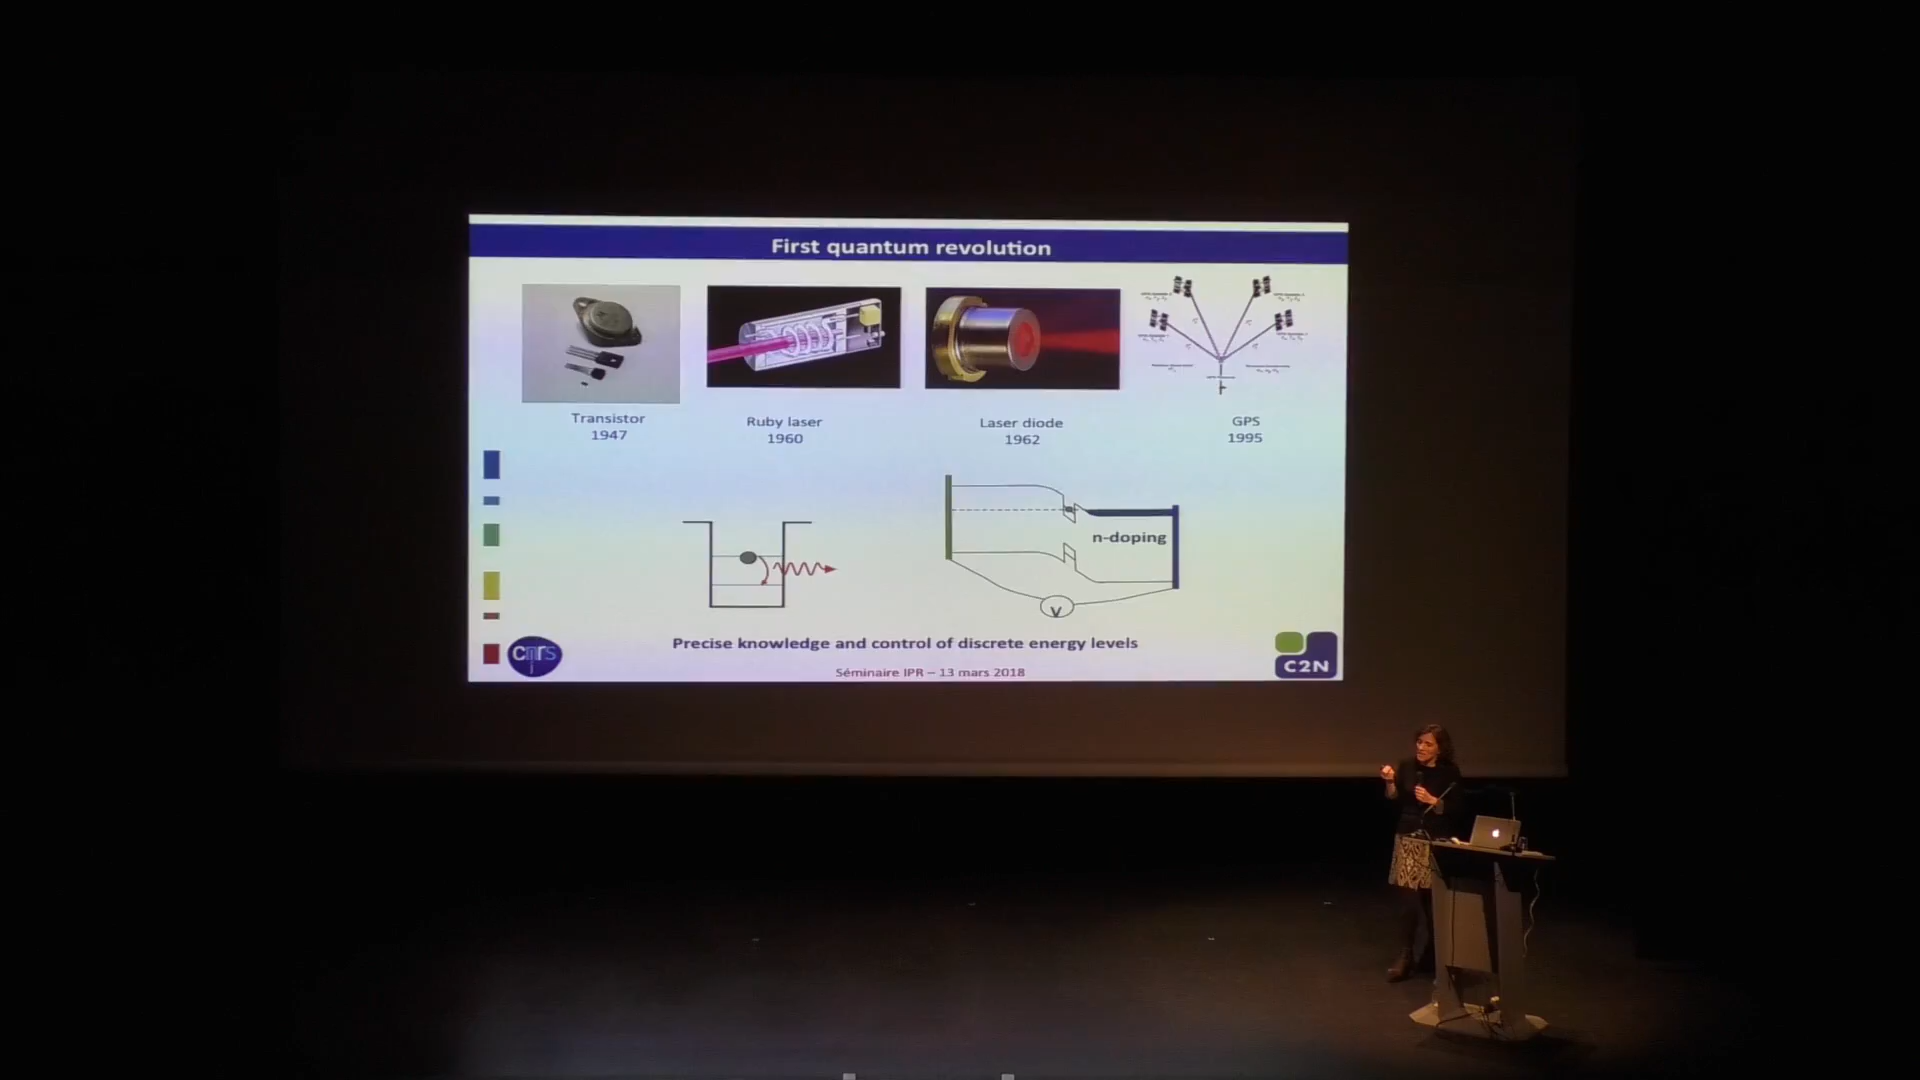 First quantum revolution
Transistor
1947
Ruby laser
1960
Laser diode
1962
GPS
1995
n-doping
V
Precise knowledge and control of discrete energy levels
cnrs
Séminaire IPR – 13 mars 2018
C2N